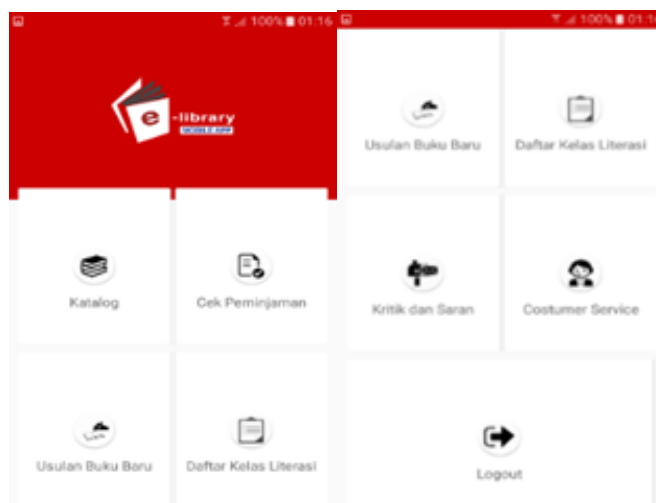 100% 01:16
e-library
MOBILE APP
Katalog
Cek Peminjaman
Usulan Buku Baru
Daftar Kelas Literasi
100% 01:16
Usulan Buku Baru
Daftar Kelas Literasi
Kritik dan Saran
Costumer Service
Logout